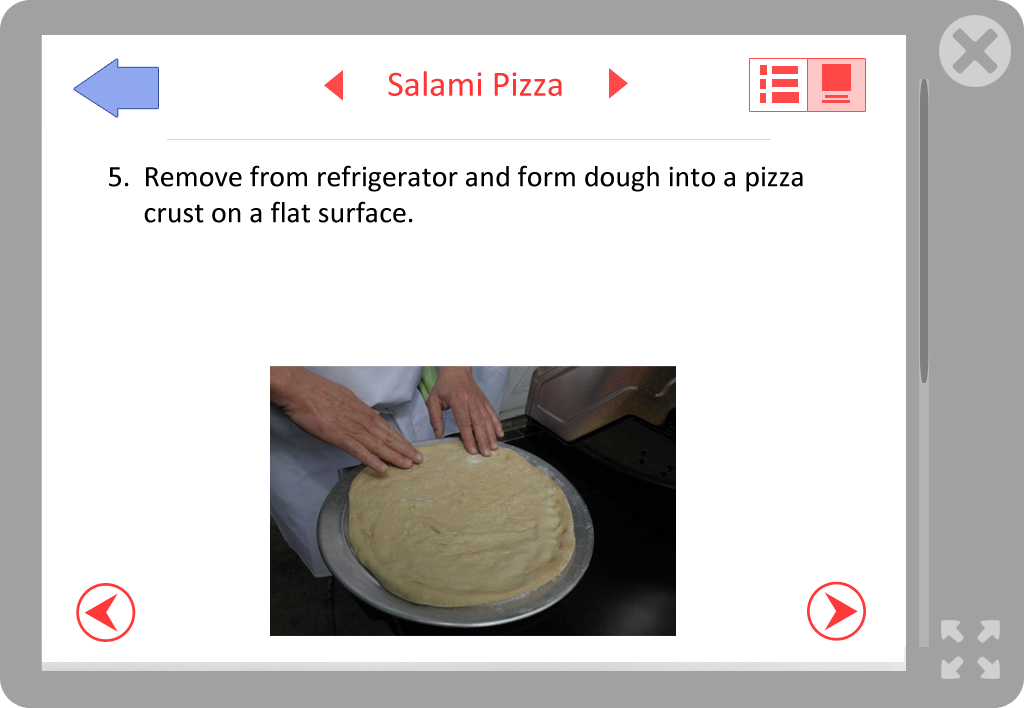 Salami Pizza
5. Remove from refrigerator and form dough into a pizza
crust on a flat surface.